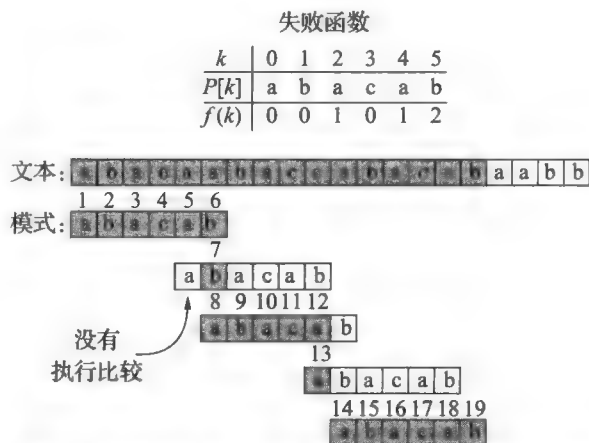 失败函数
k 0 1 2 3 4 5
P[k] a b a c a b
f(k) 0 0 1 0 1 2
文本: a b a c a a b a c c a b a c a b a a b b
1 2 3 4 5 6
模式: a b a c a b
7
a b a c a b
8 9 10 11 12
a b a c a b
没有
执行比较
13
a b a c a b
14 15 16 17 18 19
a b a c a b